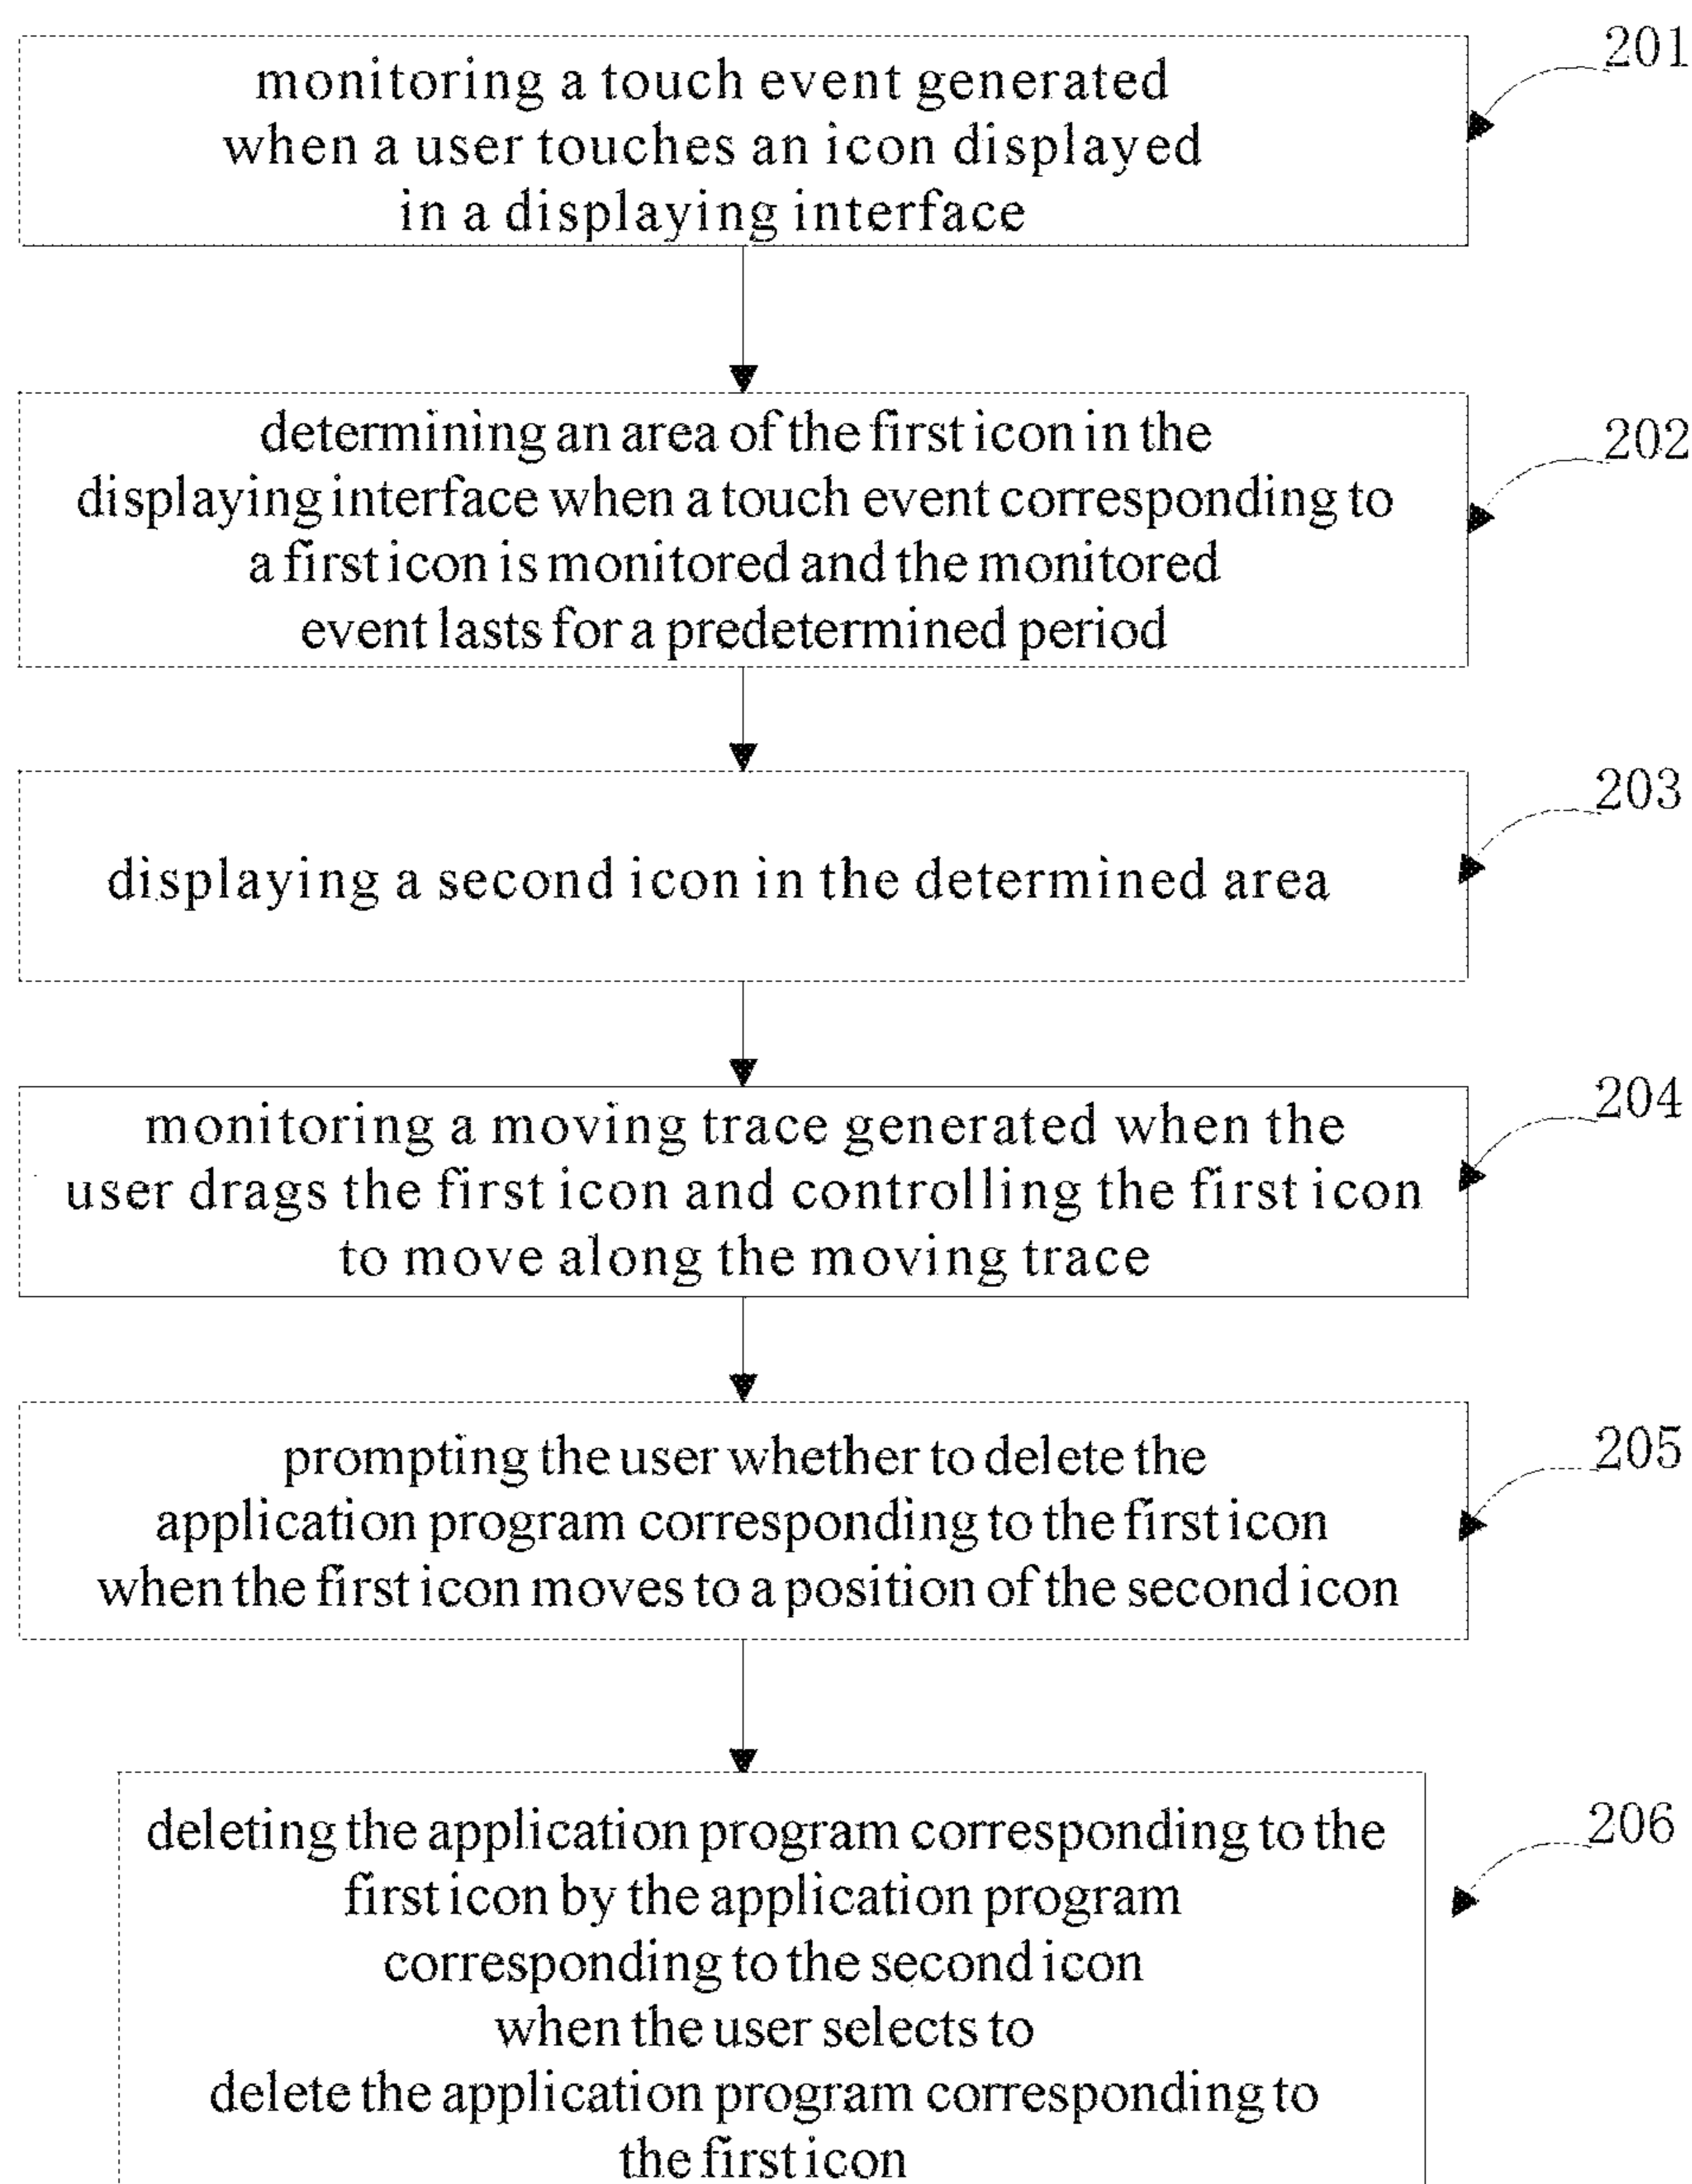 201
monitoring a touch event generated
when a user touches an icon displayed
in a displaying interface
202
determining an area of the first icon in the
displaying interface when a touch event corresponding to
a first icon is monitored and the monitored
event lasts for a predetermined period
203
displaying a second icon in the determined area
204
monitoring a moving trace generated when the
user drags the first icon and controlling the first icon
to move along the moving trace
205
prompting the user whether to delete the
application program corresponding to the first icon
when the first icon moves to a position of the second icon
206
deleting the application program corresponding to the
first icon by the application program
corresponding to the second icon
when the user selects to
delete the application program corresponding to
the first icon